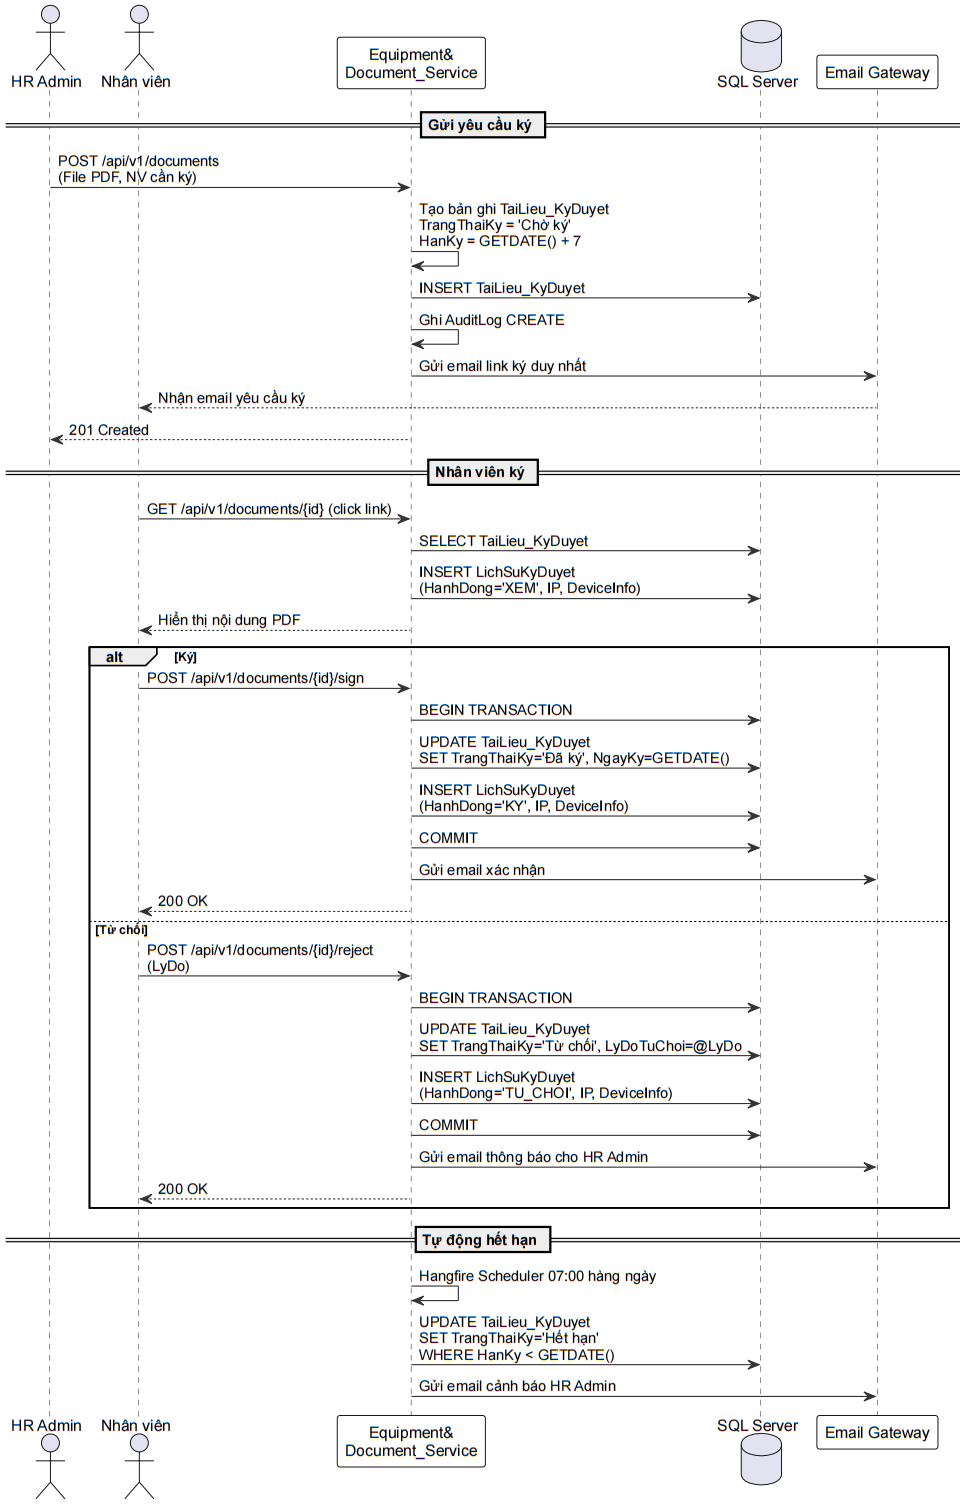 HR Admin
Nhân viên
Equipment&
Document_Service
SQL Server
Email Gateway
Gửi yêu cầu ký
POST /api/v1/documents
(File PDF, NV cần ký)
Tạo bản ghi TaiLieu_KyDuyet
TrangThaiKy = 'Chờ ký'
HanKy = GETDATE() + 7
INSERT TaiLieu_KyDuyet
Ghi AuditLog CREATE
Gửi email link ký duy nhất
Nhận email yêu cầu ký
201 Created
Nhân viên ký
GET /api/v1/documents/{id} (click link)
SELECT TaiLieu_KyDuyet
INSERT LichSuKyDuyet
(HanhDong='XEM', IP, DeviceInfo)
Hiển thị nội dung PDF
alt [Ký]
POST /api/v1/documents/{id}/sign
BEGIN TRANSACTION
UPDATE TaiLieu_KyDuyet
SET TrangThaiKy='Đã ký', NgayKy=GETDATE()
INSERT LichSuKyDuyet
(HanhDong='KY', IP, DeviceInfo)
COMMIT
Gửi email xác nhận
200 OK
[Từ chối]
POST /api/v1/documents/{id}/reject
(LyDo)
BEGIN TRANSACTION
UPDATE TaiLieu_KyDuyet
SET TrangThaiKy='Từ chối', LyDoTuChoi=@LyDo
INSERT LichSuKyDuyet
(HanhDong='TU_CHOI', IP, DeviceInfo)
COMMIT
Gửi email thông báo cho HR Admin
200 OK
Tự động hết hạn
Hangfire Scheduler 07:00 hàng ngày
UPDATE TaiLieu_KyDuyet
SET TrangThaiKy='Hết hạn'
WHERE HanKy < GETDATE()
Gửi email cảnh báo HR Admin
HR Admin
Nhân viên
Equipment&
Document_Service
SQL Server
Email Gateway